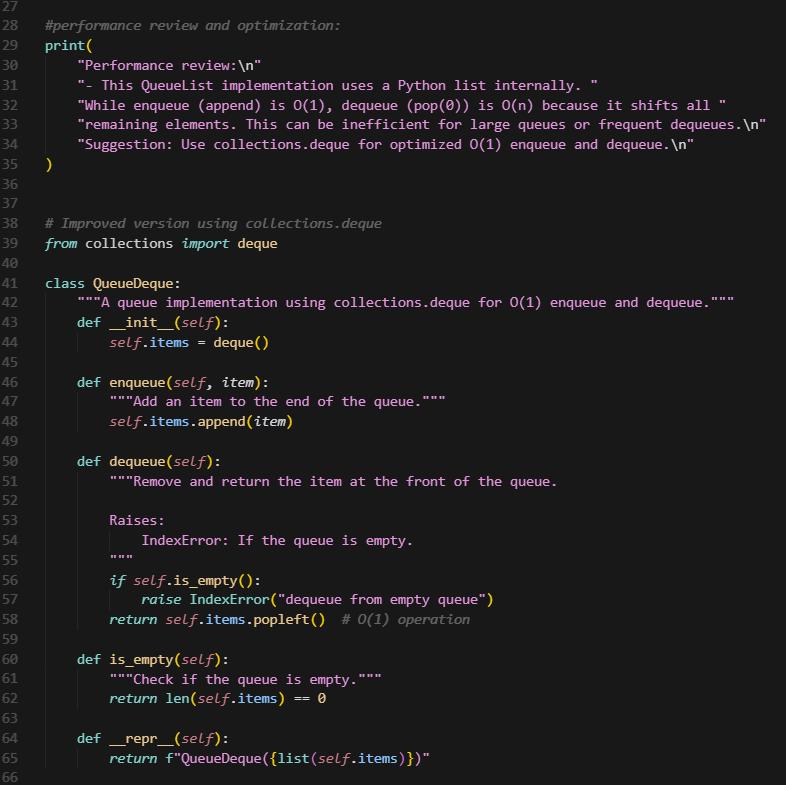 27
28 #performance review and optimization:
29 print(
30     "Performance review:\n"
31     "- This QueueList implementation uses a Python list internally. "
32     "While enqueue (append) is O(1), dequeue (pop(0)) is O(n) because it shifts all "
33     "remaining elements. This can be inefficient for large queues or frequent dequeues.\n"
34     "Suggestion: Use collections.deque for optimized O(1) enqueue and dequeue.\n"
35 )
36
37
38 # Improved version using collections.deque
39 from collections import deque
40
41 class QueueDeque:
42     """A queue implementation using collections.deque for O(1) enqueue and dequeue."""
43     def __init__(self):
44         self.items = deque()
45
46     def enqueue(self, item):
47         """Add an item to the end of the queue."""
48         self.items.append(item)
49
50     def dequeue(self):
51         """Remove and return the item at the front of the queue.
52
53         Raises:
54             IndexError: If the queue is empty.
55         """
56         if self.is_empty():
57             raise IndexError("dequeue from empty queue")
58         return self.items.popleft()  # O(1) operation
59
60     def is_empty(self):
61         """Check if the queue is empty."""
62         return len(self.items) == 0
63
64     def __repr__(self):
65         return f"QueueDeque({list(self.items)})"
66